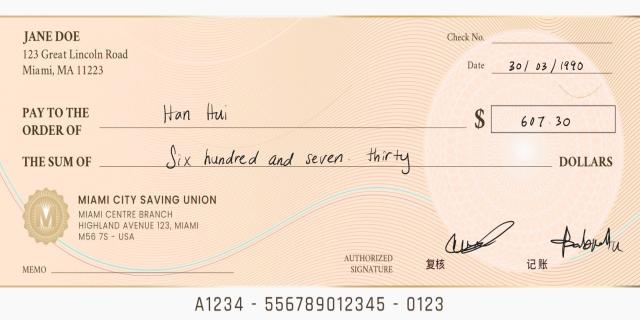 JANE DOE
123 Great Lincoln Road
Miami, MA 11223
Check No.
Date 30/03/1990
PAY TO THE
ORDER OF Han Hui
$ 607.30
THE SUM OF Six hundred and seven. thirty DOLLARS
MIAMI CITY SAVING UNION
MIAMI CENTRE BRANCH
HIGHLAND AVENUE 123, MIAMI
M56 7S - USA
MEMO
AUTHORIZED
SIGNATURE
复核
记账
A1234 - 556789012345 - 0123